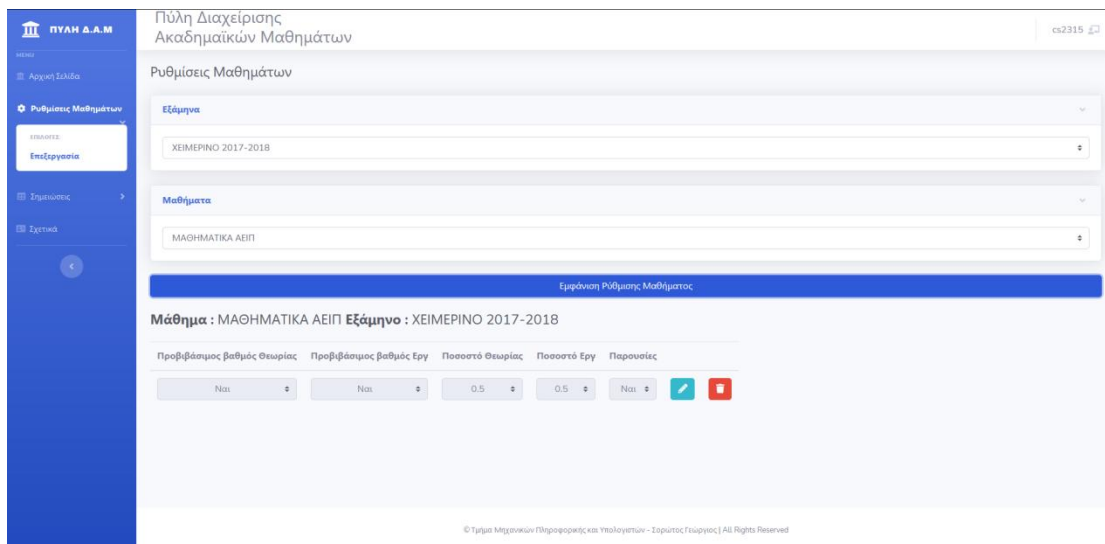 ΠΥΛΗ Δ.Α.Μ
MENU
Αρχική Σελίδα
Ρυθμίσεις Μαθημάτων
ΕΠΙΛΟΓΕΣ
Επεξεργασία
Σημειώσεις
Σχετικά
Πύλη Διαχείρισης
Ακαδημαϊκών Μαθημάτων
cs2315
Ρυθμίσεις Μαθημάτων
Εξάμηνα
ΧΕΙΜΕΡΙΝΟ 2017-2018
Μαθήματα
ΜΑΘΗΜΑΤΙΚΑ ΑΕΙΠ
Εμφάνιση Ρύθμισης Μαθήματος
Μάθημα : ΜΑΘΗΜΑΤΙΚΑ ΑΕΙΠ Εξάμηνο : ΧΕΙΜΕΡΙΝΟ 2017-2018
Προβιβάσιμος βαθμός Θεωρίας Προβιβάσιμος βαθμός Εργ Ποσοστό Θεωρίας Ποσοστό Εργ Παρουσίες
Ναι Ναι 0.5 0.5 Ναι
© Τμήμα Μηχανικών Πληροφορικής και Υπολογιστών - Σορώτος Γεώργιος | All Rights Reserved